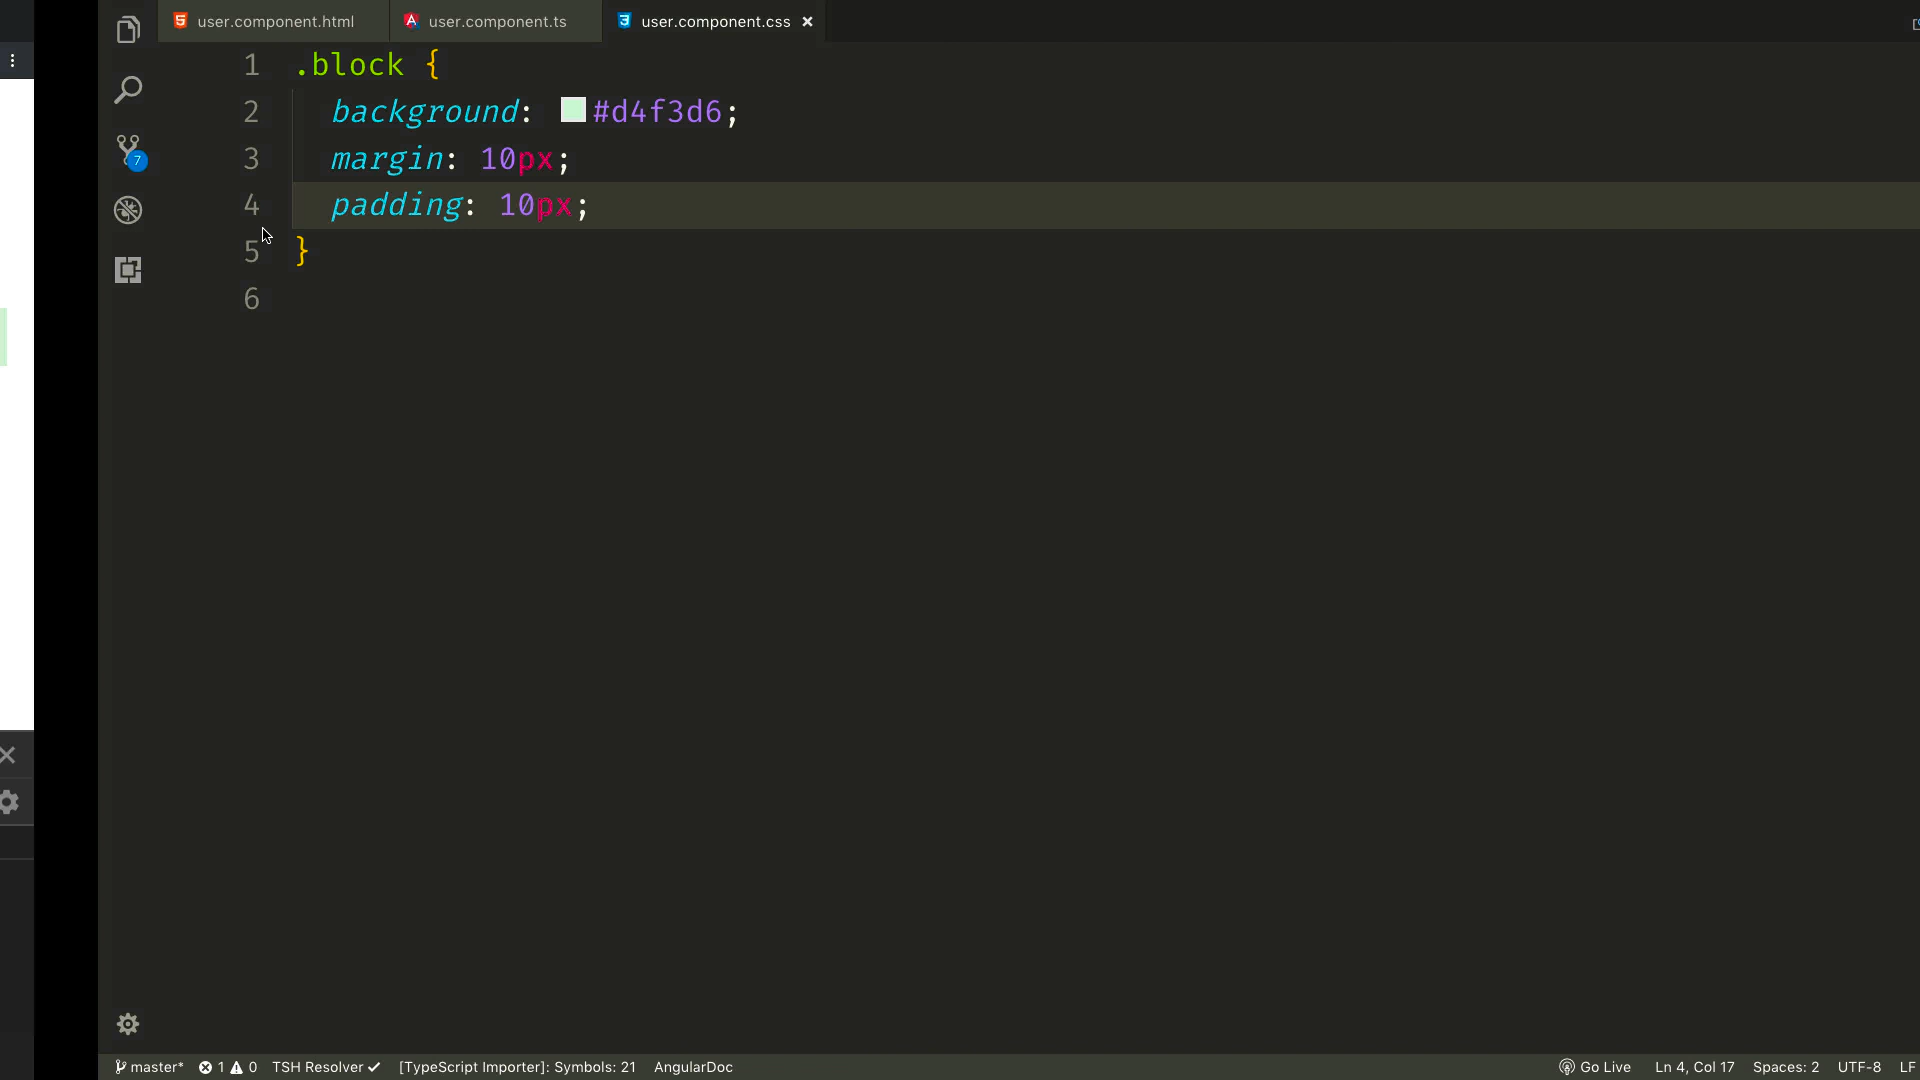 user.component.html user.component.ts user.component.css
1 .block {
2 background: #d4f3d6;
3 margin: 10px;
4 padding: 10px;
5 }
6
7
master* 1 0 TSH Resolver [TypeScript Importer]: Symbols: 21 AngularDoc Go Live Ln 4, Col 17 Spaces: 2 UTF-8 LF